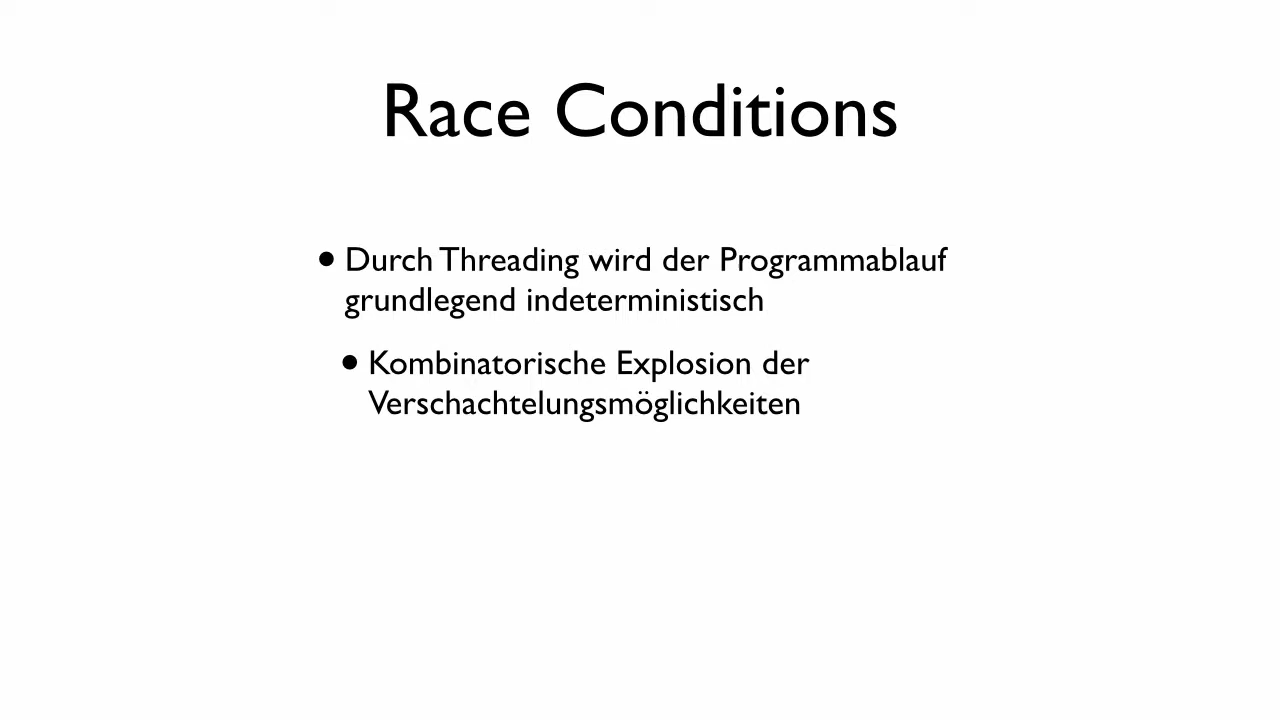 Race Conditions
• Durch Threading wird der Programmablauf
grundlegend indeterministisch
• Kombinatorische Explosion der
Verschachtelungsmöglichkeiten